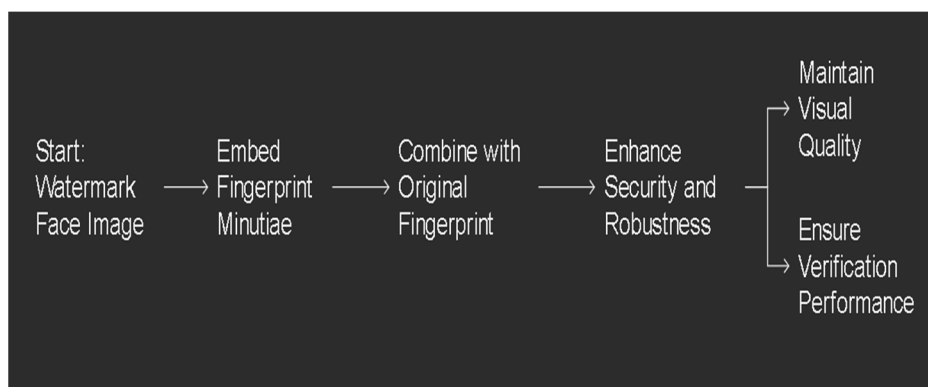 Start:
Watermark
Face Image
Embed
Fingerprint
Minutiae
Combine with
Original
Fingerprint
Enhance
Security and
Robustness
Maintain
Visual
Quality
Ensure
Verification
Performance